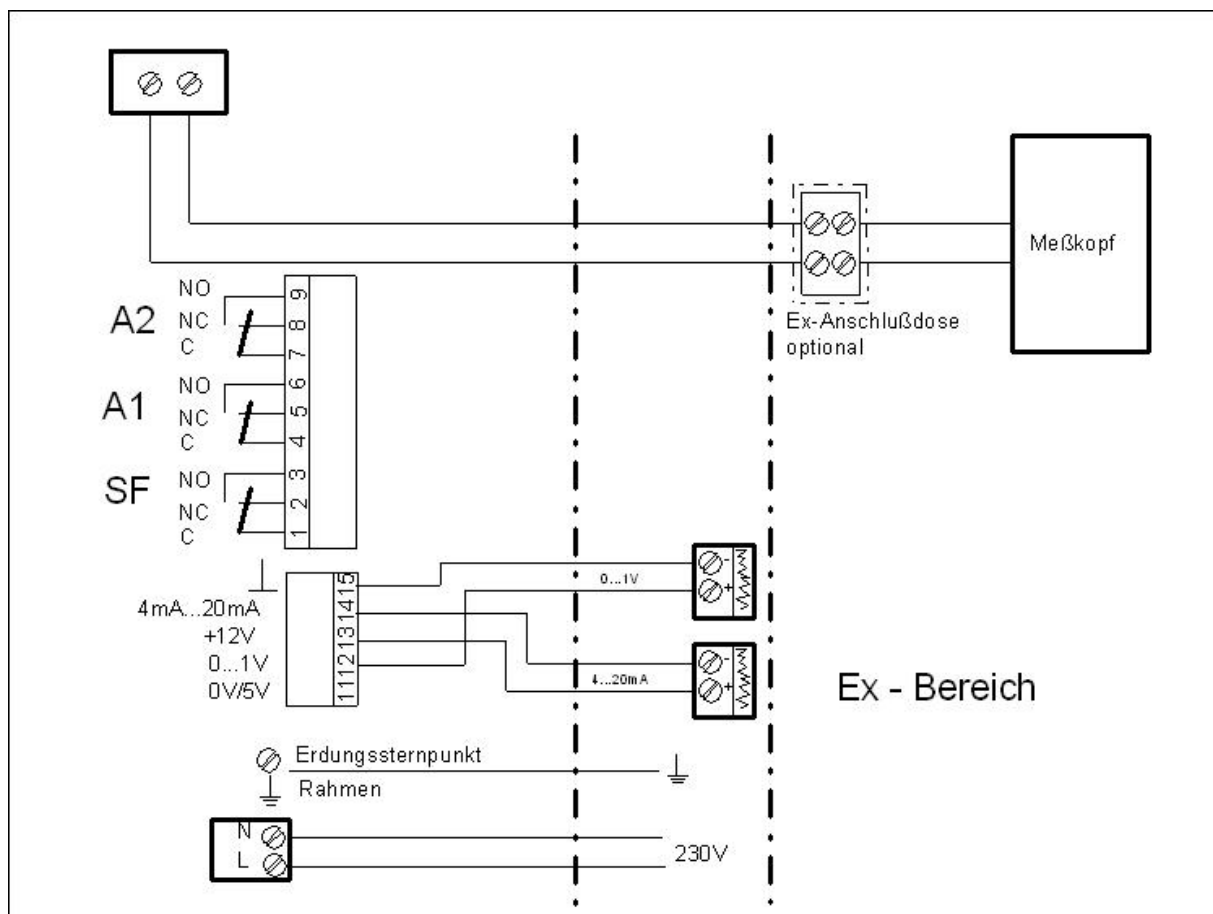 Meßkopf
Ex-Anschlußdose
optional
A2
NO
NC
C
9
8
7
A1
NO
NC
C
6
5
4
SF
NO
NC
C
3
2
1
4mA...20mA
+12V
0...1V
0V/5V
15
14
13
12
11
0...1V
-
+
4...20mA
-
+
Ex - Bereich
Erdungssternpunkt
Rahmen
N
L
230V